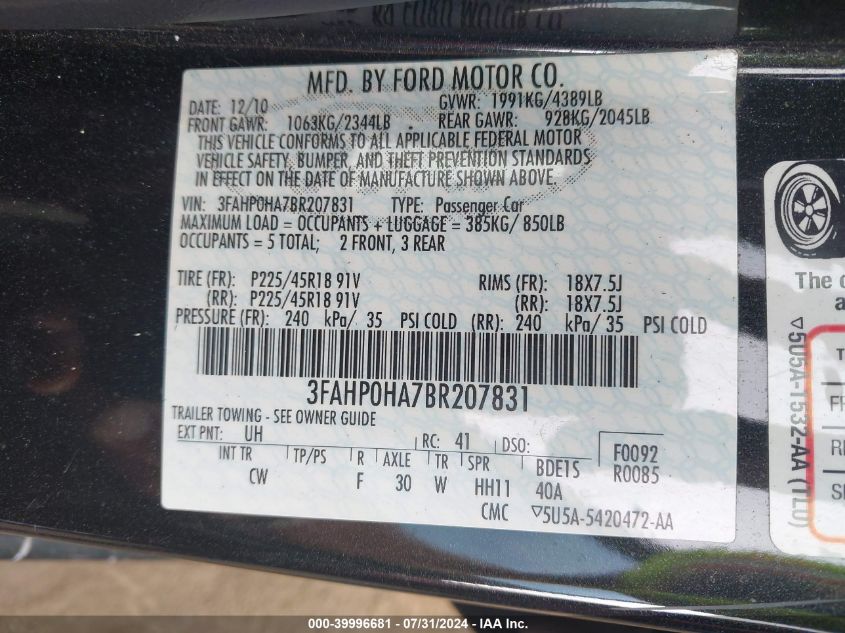 MFD. BY FORD MOTOR CO.
DATE: 12/10 GVWR: 1991KG/4389LB
FRONT GAWR: 1063KG/2344LB REAR GAWR: 928KG/2045LB
THIS VEHICLE CONFORMS TO ALL APPLICABLE FEDERAL MOTOR
VEHICLE SAFETY, BUMPER, AND THEFT PREVENTION STANDARDS
IN EFFECT ON THE DATE OF MANUFACTURE SHOWN ABOVE.
VIN: 3FAHP0HA7BR207831 TYPE: Passenger Car
MAXIMUM LOAD = OCCUPANTS + LUGGAGE = 385KG/ 850LB
OCCUPANTS = 5 TOTAL; 2 FRONT, 3 REAR
TIRE (FR): P225/45R18 91V RIMS (FR): 18X7.5J
(RR): P225/45R18 91V (RR): 18X7.5J
PRESSURE (FR): 240 kPa/ 35 PSI COLD (RR): 240 kPa/ 35 PSI COLD
3FAHP0HA7BR207831
TRAILER TOWING - SEE OWNER GUIDE
EXT PNT: UH RC: 41 DSO: F0092
INT TR TP/PS R AXLE TR SPR BDE1S R0085
CW F 30 W HH11 40A
CMC ▽5U5A-5420472-AA
The
▽5U5A-1532-AA (TLD)
000-39996681 - 07/31/2024 - IAA Inc.